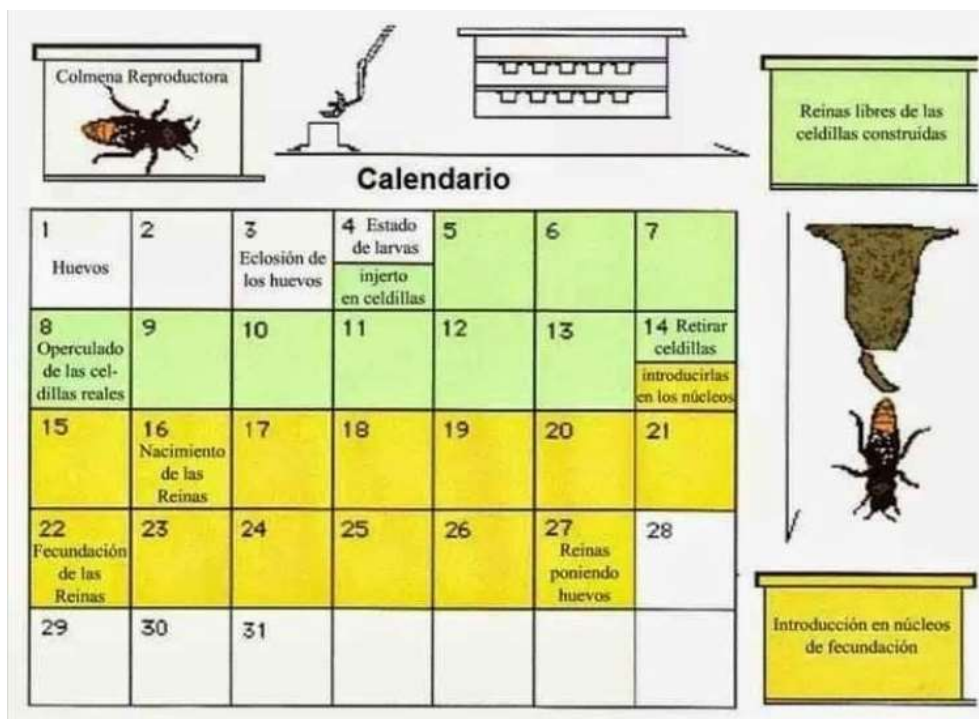 Colmena Reproductora
Reinas libres de las
celdillas construidas
Calendario
1
Huevos
2
3
Eclosión de
los huevos
4 Estado
de larvas
injerto
en celdillas
5
6
7
8
Operculado
de las cel-
dillas reales
9
10
11
12
13
14 Retirar
celdillas
introducirlas
en los núcleos
15
16
Nacimiento
de las
Reinas
17
18
19
20
21
22
Fecundación
de las
Reinas
23
24
25
26
27
Reinas
poniendo
huevos
28
29
30
31
Introducción en núcleos
de fecundación